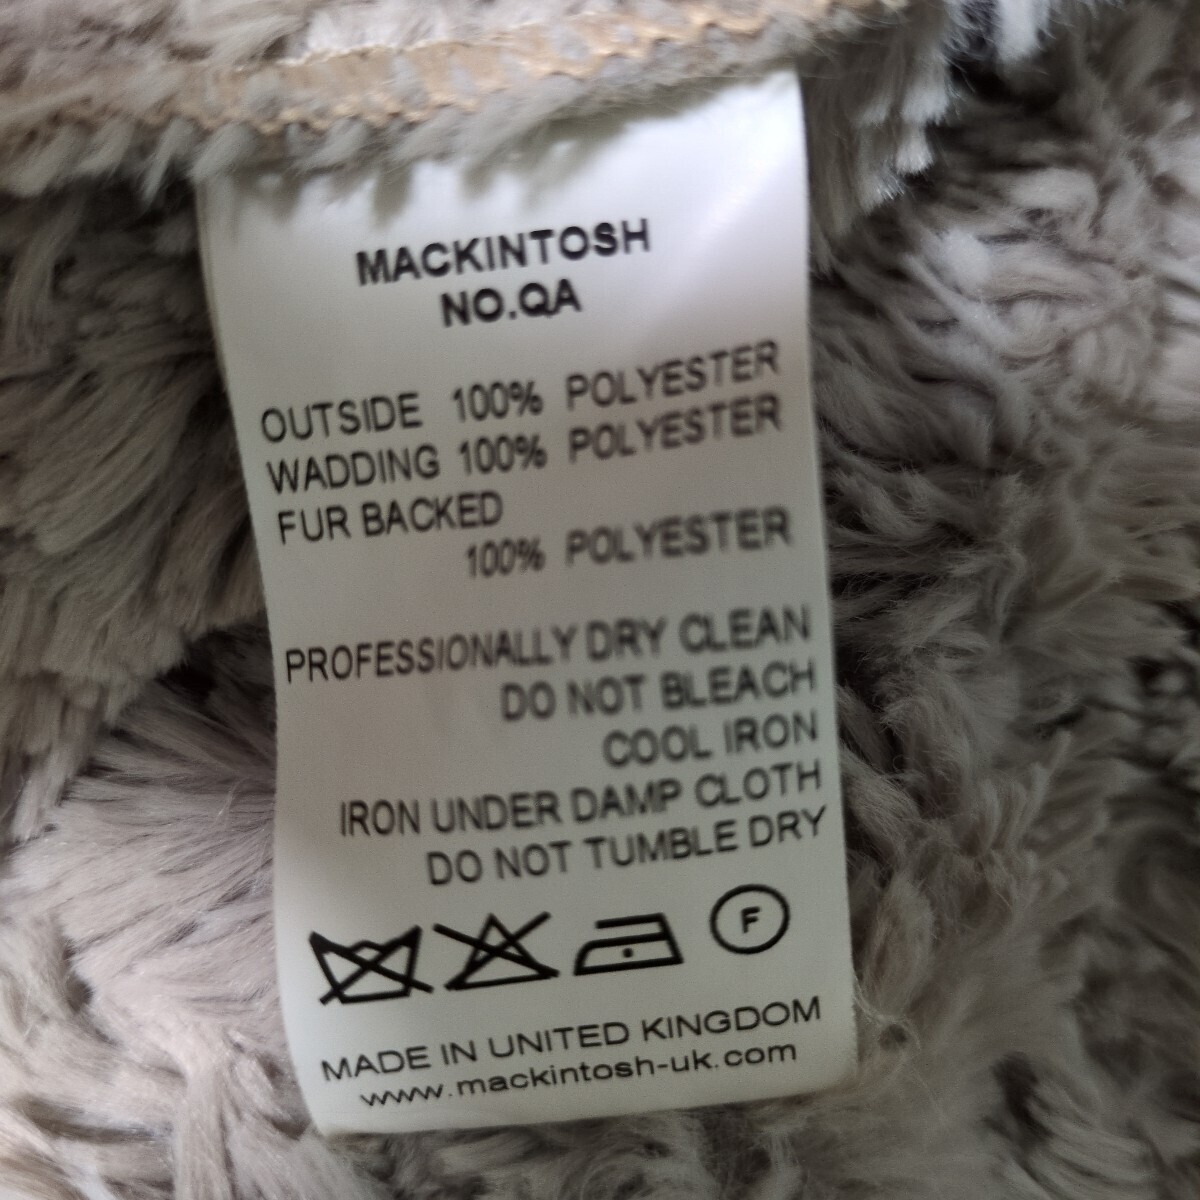 MACKINTOSH
NO.QA
OUTSIDE 100% POLYESTER
WADDING 100% POLYESTER
FUR BACKED
100% POLYESTER
PROFESSIONALLY DRY CLEAN
DO NOT BLEACH
COOL IRON
IRON UNDER DAMP CLOTH
DO NOT TUMBLE DRY
F
MADE IN UNITED KINGDOM
www.mackintosh-uk.com